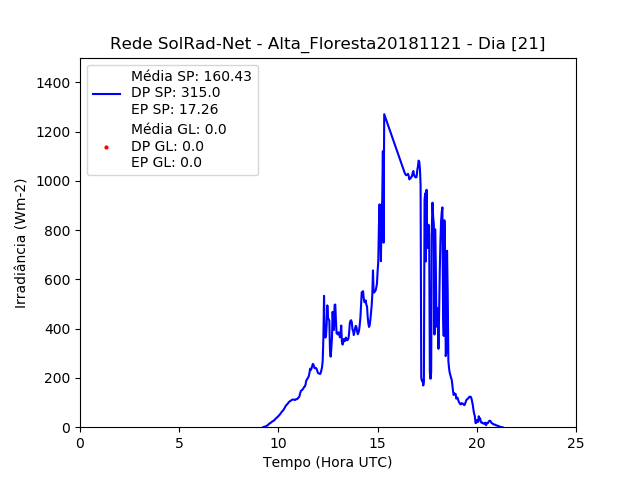 Rede SolRad-Net - Alta_Floresta20181121 - Dia [21]
Média SP: 160.43
DP SP: 315.0
EP SP: 17.26
Média GL: 0.0
DP GL: 0.0
EP GL: 0.0
1400
1200
1000
800
600
400
200
0
Irradiância (Wm-2)
0 5 10 15 20 25
Tempo (Hora UTC)